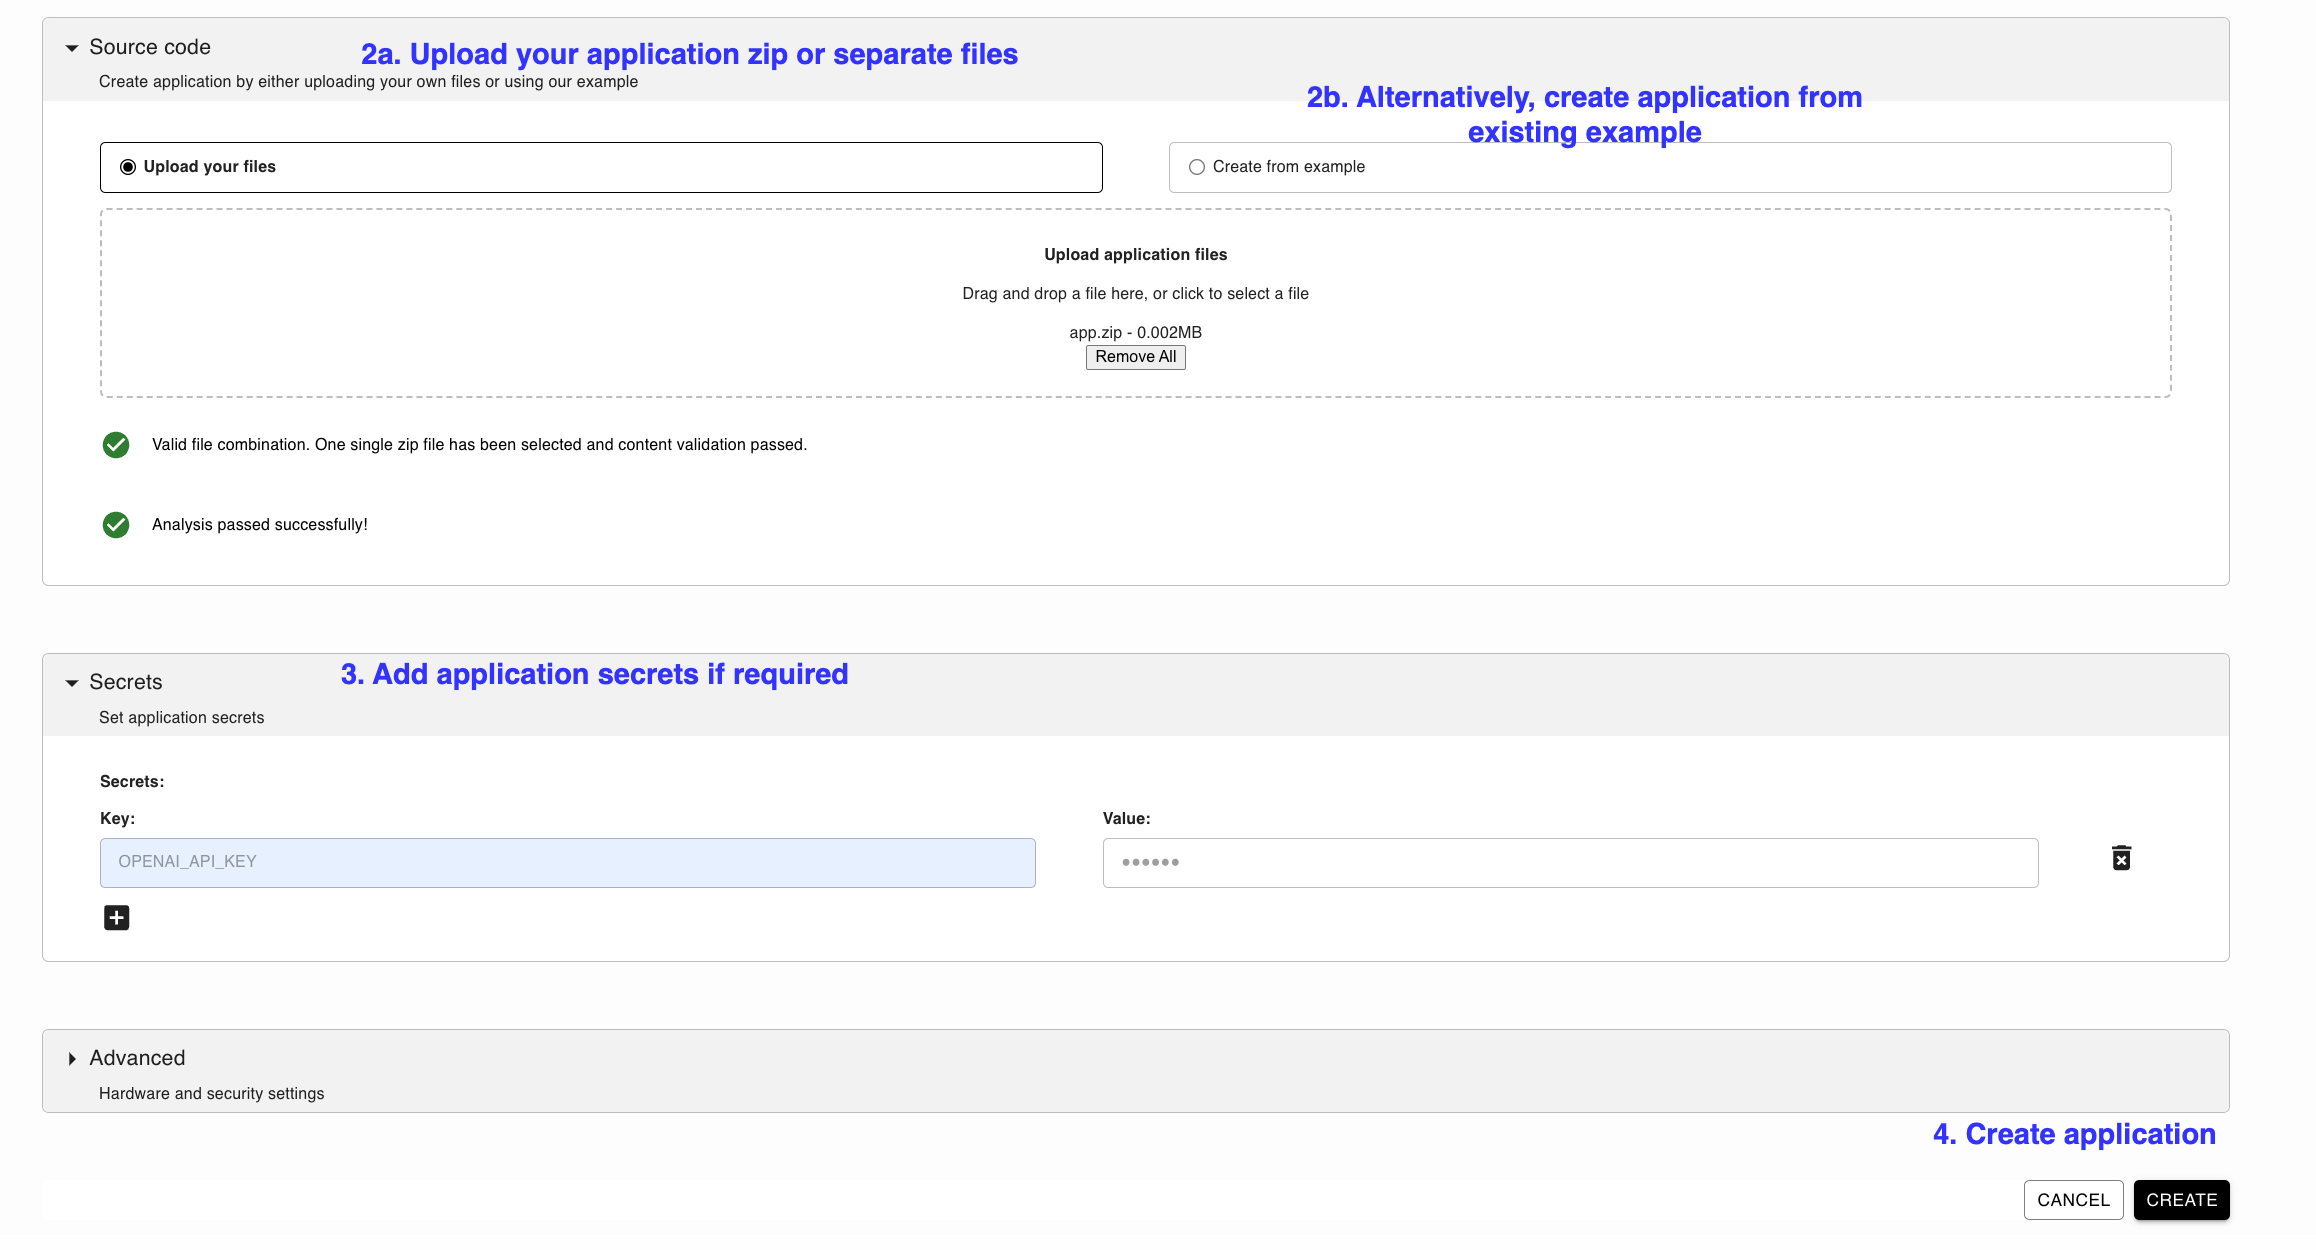 Source code
2a. Upload your application zip or separate files
Create application by either uploading your own files or using our example
2b. Alternatively, create application from
existing example
Upload your files
Create from example
Upload application files
Drag and drop a file here, or click to select a file
app.zip - 0.002MB
Remove All
Valid file combination. One single zip file has been selected and content validation passed.
Analysis passed successfully!
Secrets
3. Add application secrets if required
Set application secrets
Secrets:
Key:
Value:
OPENAI_API_KEY
••••••
Advanced
Hardware and security settings
4. Create application
CANCEL
CREATE